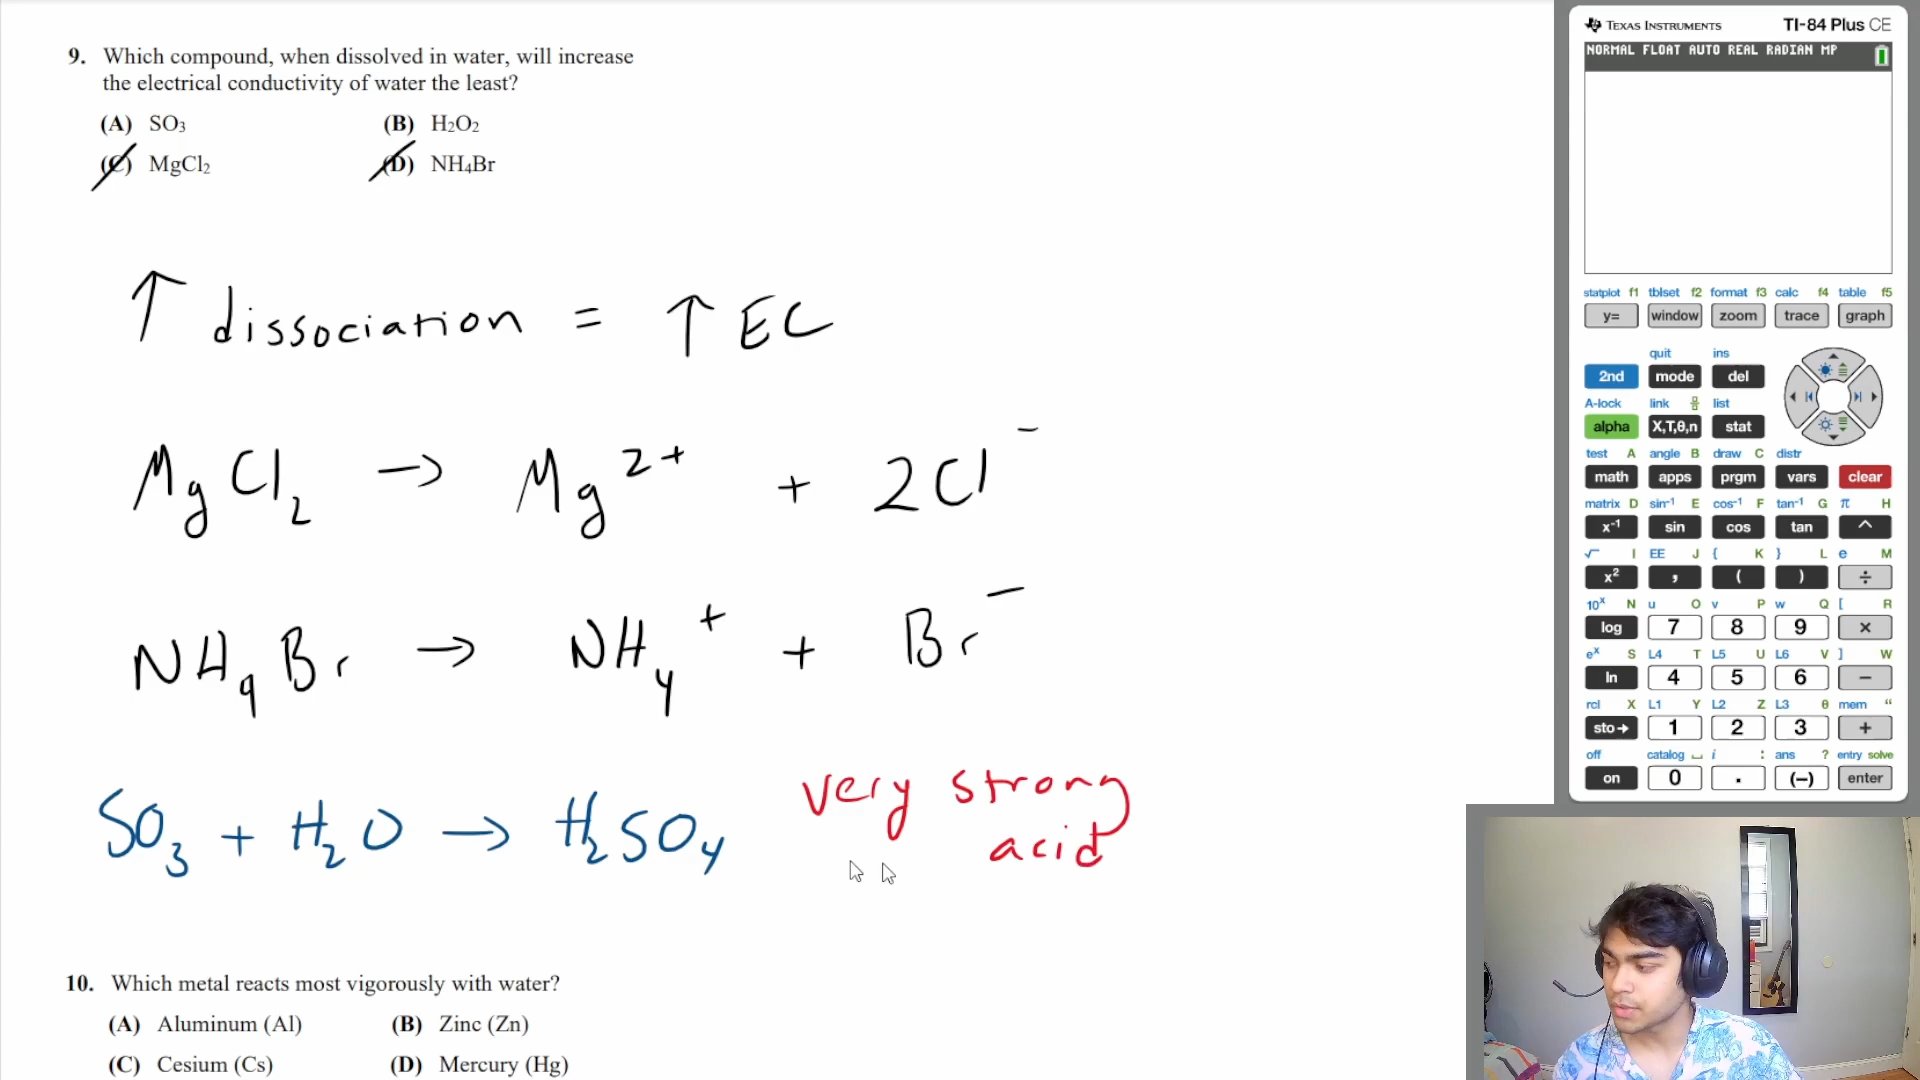 9. Which compound, when dissolved in water, will increase
the electrical conductivity of water the least?
(A) SO3 (B) H2O2
(C) MgCl2 (D) NH4Br
↑ dissociation = ↑ EC
MgCl2 → Mg 2+ + 2Cl -
NH4Br → NH4 + + Br -
SO3 + H2O → H2SO4
very strong
acid
10. Which metal reacts most vigorously with water?
(A) Aluminum (Al) (B) Zinc (Zn)
(C) Cesium (Cs) (D) Mercury (Hg)
TEXAS INSTRUMENTS TI-84 Plus CE
NORMAL FLOAT AUTO REAL RADIAN MP
statplot f1 tblset f2 format f3 calc f4 table f5
y= window zoom trace graph
quit ins
2nd mode del
A-lock link list
alpha X,T,θ,n stat
test A angle B draw C distr
math apps prgm vars clear
matrix D sin-1 E cos-1 F tan-1 G π H
x-1 sin cos tan ^
√ I EE J { K } L e M
x2 , ( ) ÷
10x N u O v P w Q [ R
log 7 8 9 ×
ex S L4 T L5 U L6 V ] W
ln 4 5 6 −
rcl X L1 Y L2 Z L3 θ mem "
sto→ 1 2 3 +
off catalog i : ans ? entry solve
on 0 . (−) enter